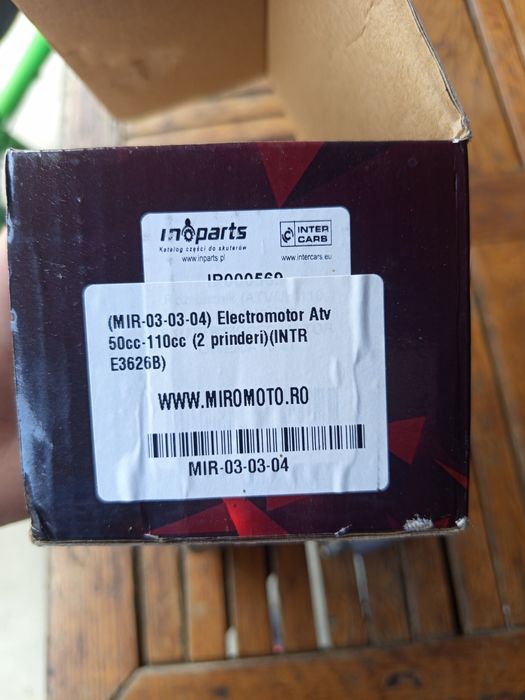 inparts
INTER
CARS
Katalog części do skuterów
www.inparts.pl
www.intercars.eu
(MIR-03-03-04) Electromotor Atv
50cc-110cc (2 prinderi)(INTR
E3626B)
WWW.MIROMOTO.RO
MIR-03-03-04